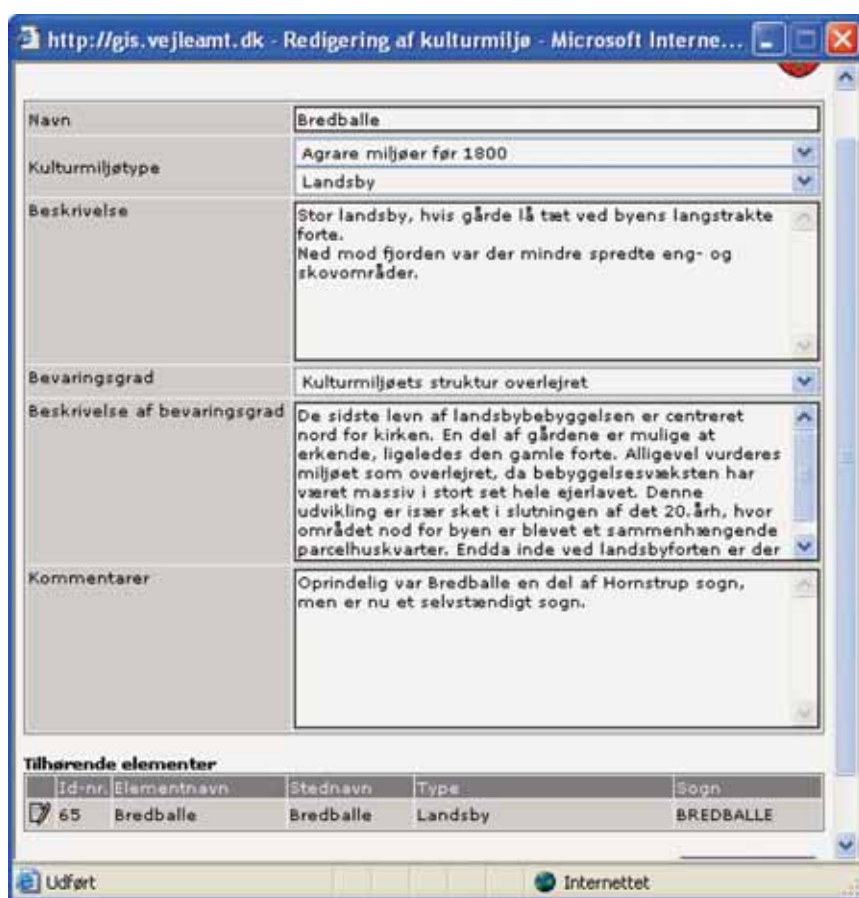 http://gis.vejleamt.dk - Redigering af kulturmiljø - Microsoft Interne...
Navn
Bredballe
Kulturmiljøtype
Agrare miljøer før 1800
Landsby
Beskrivelse
Stor landsby, hvis gårde lå tæt ved byens langstrakte
forte.
Ned mod fjorden var der mindre spredte eng- og
skovområder.
Bevaringsgrad
Kulturmiljøets struktur overlejret
Beskrivelse af bevaringsgrad
De sidste levn af landsbybebyggelsen er centreret
nord for kirken. En del af gårdene er mulige at
erkende, ligeledes den gamle forte. Alligevel vurderes
miljøet som overlejret, da bebyggelsesvæksten har
været massiv i stort set hele ejerlavet. Denne
udvikling er især sket i slutningen af det 20.årh, hvor
området nod for byen er blevet et sammenhængende
parcelhuskvarter. Endda inde ved landsbyforten er der
Kommentarer
Oprindelig var Bredballe en del af Hornstrup sogn,
men er nu et selvstændigt sogn.
Tilhørende elementer
Id-nr. Elementnavn Stednavn Type Sogn
65 Bredballe Bredballe Landsby BREDBALLE
Udført Internettet